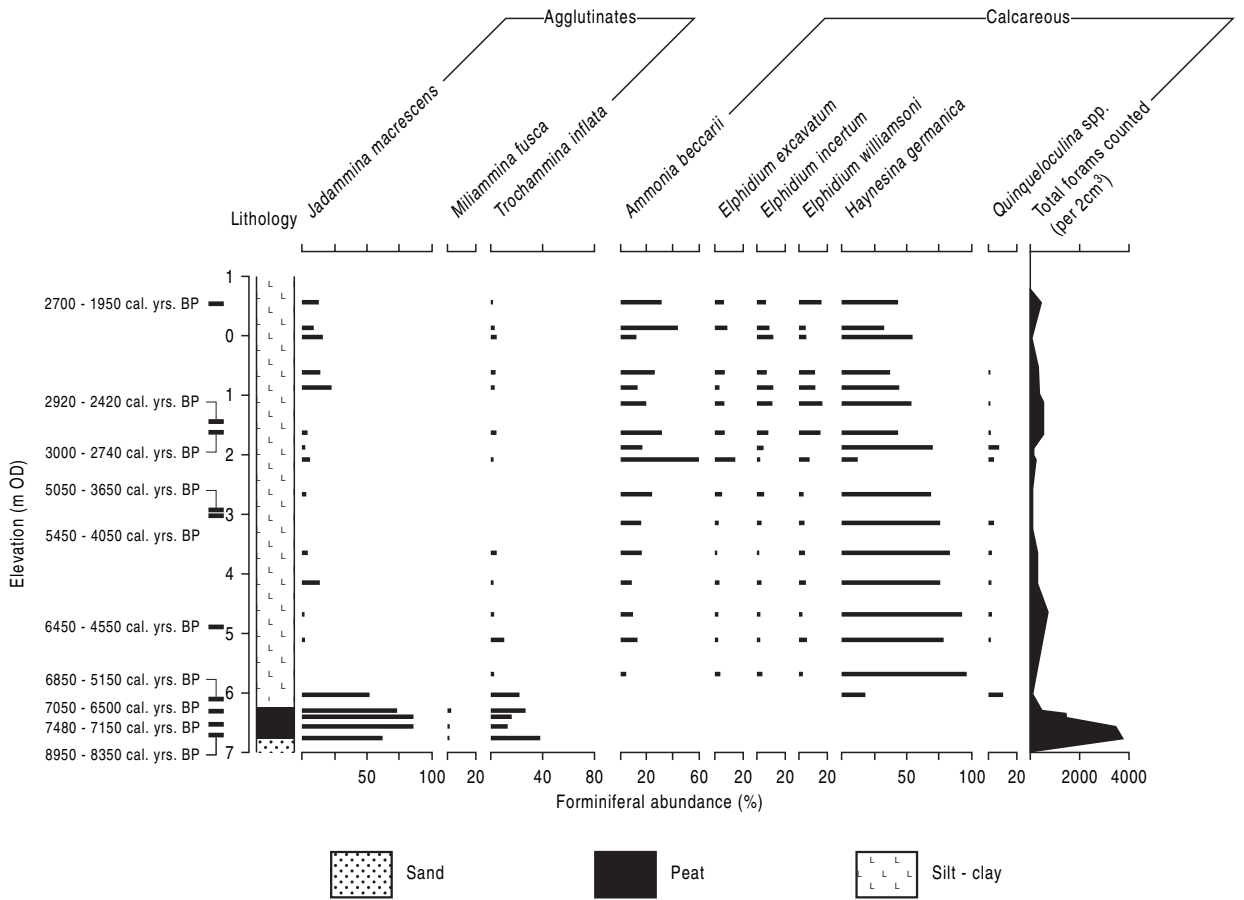 Agglutinates
Calcareous
Lithology
Jadammina macrescens
Miliammina fusca
Trochammina inflata
Ammonia beccarii
Elphidium excavatum
Elphidium incertum
Elphidium williamsoni
Haynesina germanica
Quinqueloculina spp.
Total forams counted
(per 2cm³)
Elevation (m OD)
1
0
1
2
3
4
5
6
7
2700 - 1950 cal. yrs. BP
2920 - 2420 cal. yrs. BP
3000 - 2740 cal. yrs. BP
5050 - 3650 cal. yrs. BP
5450 - 4050 cal. yrs. BP
6450 - 4550 cal. yrs. BP
6850 - 5150 cal. yrs. BP
7050 - 6500 cal. yrs. BP
7480 - 7150 cal. yrs. BP
8950 - 8350 cal. yrs. BP
50 100 20 40 80 20 60 20 20 20 50 100 20 2000 4000
Forminiferal abundance (%)
Sand
Peat
Silt - clay